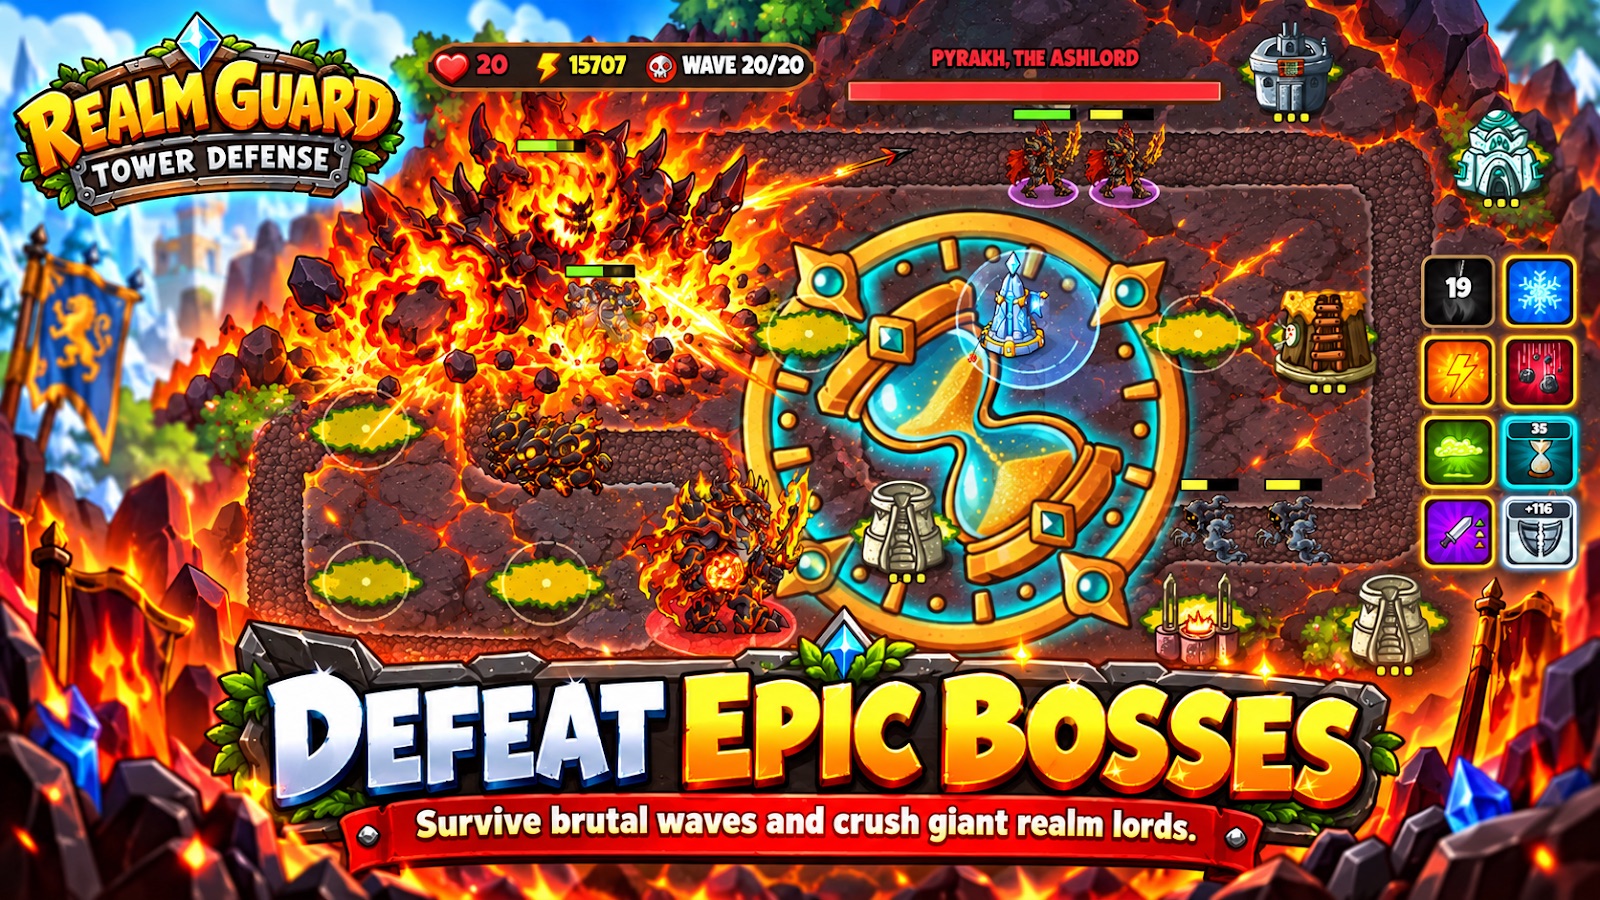 REALM GUARD
TOWER DEFENSE
20 15707 WAVE 20/20
PYRAKH, THE ASHLORD
19
35
+116
DEFEAT EPIC BOSSES
Survive brutal waves and crush giant realm lords.